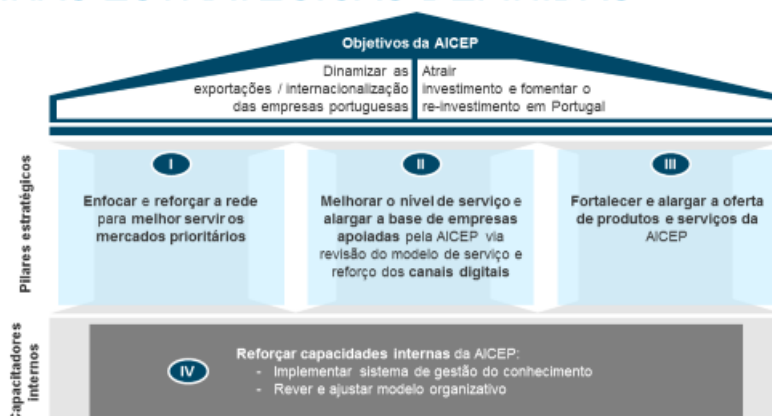 Objetivos da AICEP
Dinamizar as
exportações / internacionalização
das empresas portuguesas
Atrair
investimento e fomentar o
re-investimento em Portugal
Pilares estratégicos
I
Enfocar e reforçar a rede
para melhor servir os
mercados prioritários
II
Melhorar o nível de serviço e
alargar a base de empresas
apoiadas pela AICEP via
revisão do modelo de serviço e
reforço dos canais digitais
III
Fortalecer e alargar a oferta
de produtos e serviços da
AICEP
Capacitadores
internos
IV
Reforçar capacidades internas da AICEP:
- Implementar sistema de gestão do conhecimento
- Rever e ajustar modelo organizativo